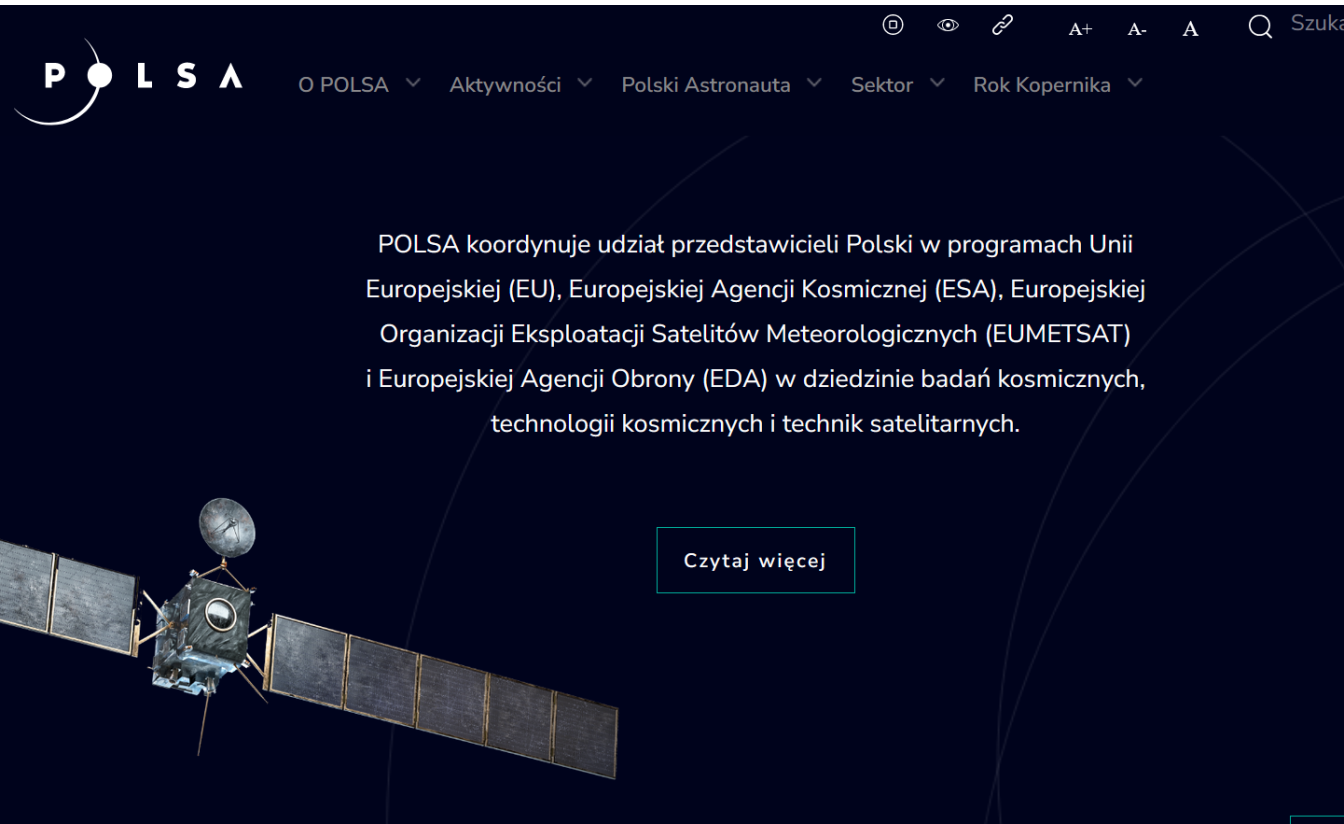 A+ A- A Szuka
POLSA
O POLSA Aktywności Polski Astronauta Sektor Rok Kopernika
POLSA koordynuje udział przedstawicieli Polski w programach Unii
Europejskiej (EU), Europejskiej Agencji Kosmicznej (ESA), Europejskiej
Organizacji Eksploatacji Satelitów Meteorologicznych (EUMETSAT)
i Europejskiej Agencji Obrony (EDA) w dziedzinie badań kosmicznych,
technologii kosmicznych i technik satelitarnych.
Czytaj więcej